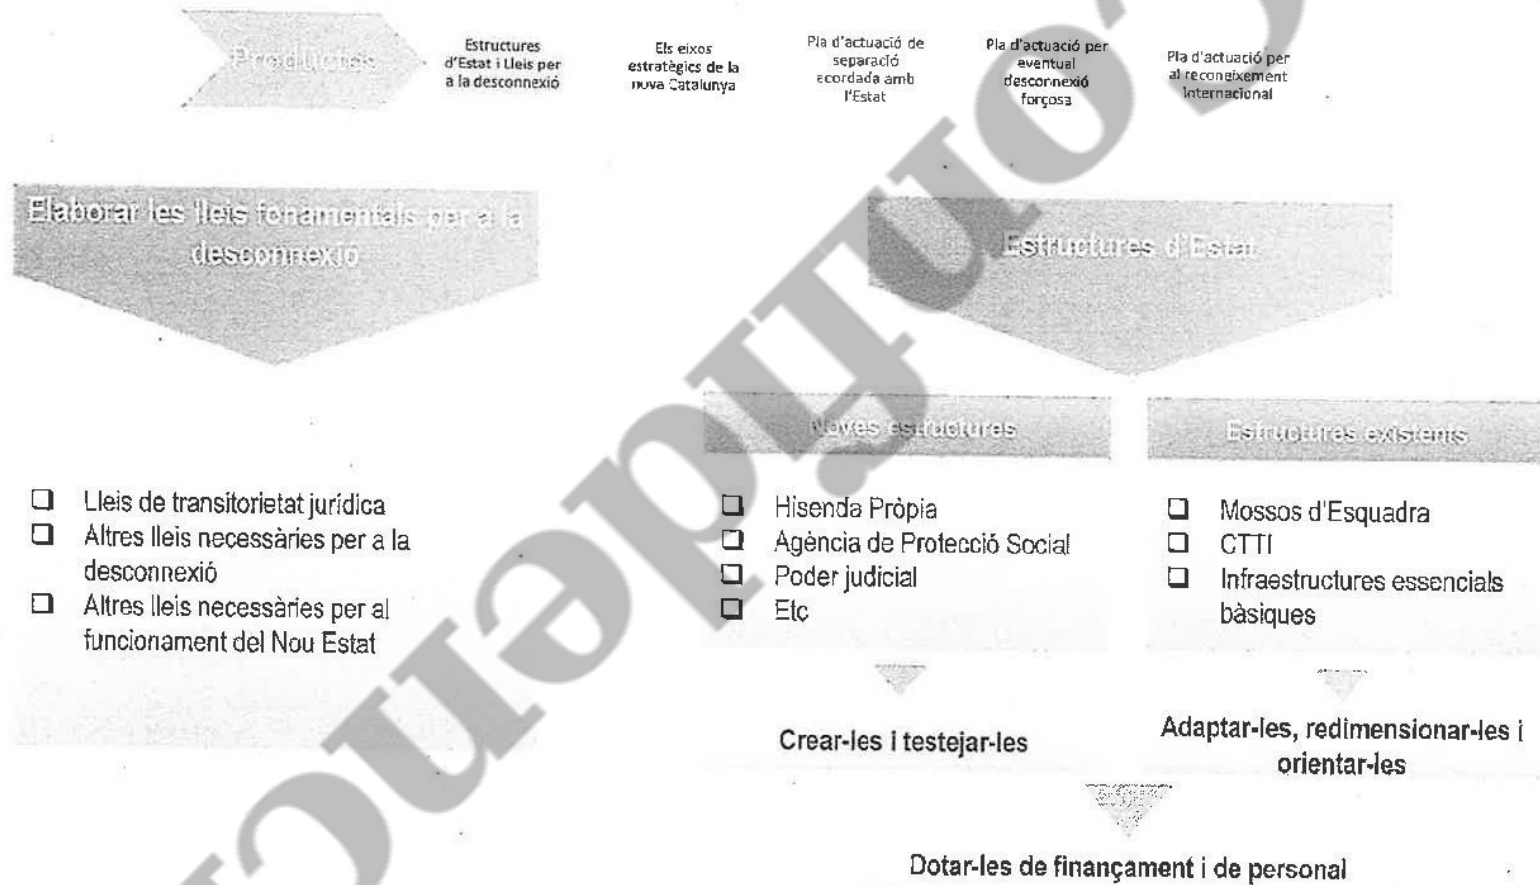 Productes
Estructures
d'Estat i Lleis per
a la desconnexió
Els eixos
estratègics de la
nova Catalunya
Pla d'actuació de
separació
acordada amb
l'Estat
Pla d'actuació per
eventual
desconnexió
forçosa
Pla d'actuació per
al reconeixement
Internacional
Elaborar les lleis fonamentals per a la
desconnexió
Estructures d'Estat
Noves estructures
Estructures existents
❑ Lleis de transitorietat jurídica
❑ Altres lleis necessàries per a la
desconnexió
❑ Altres lleis necessàries per al
funcionament del Nou Estat
❑ Hisenda Pròpia
❑ Agència de Protecció Social
❑ Poder judicial
❑ Etc
❑ Mossos d'Esquadra
❑ CTTI
❑ Infraestructures essencials
bàsiques
Crear-les i testejar-les
Adaptar-les, redimensionar-les i
orientar-les
Dotar-les de finançament i de personal